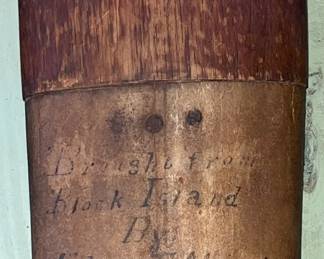 Brought from
Block Island
By